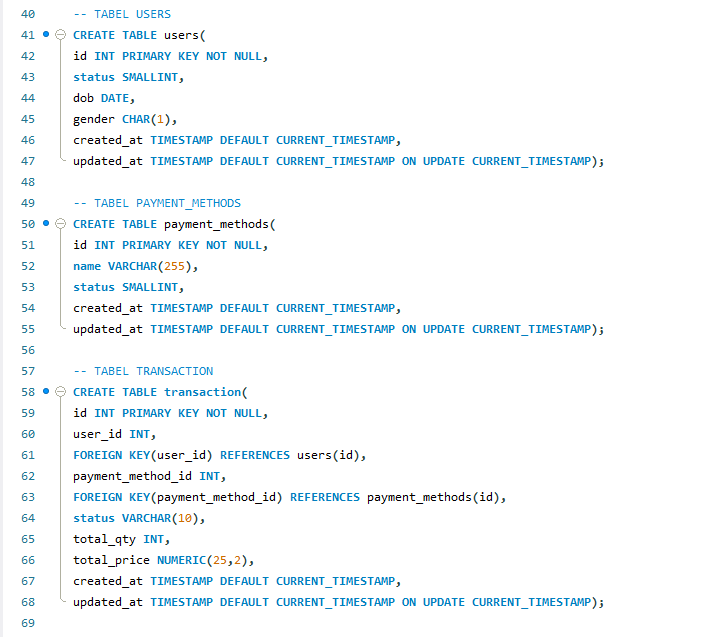 40 -- TABEL USERS
41 CREATE TABLE users(
42 id INT PRIMARY KEY NOT NULL,
43 status SMALLINT,
44 dob DATE,
45 gender CHAR(1),
46 created_at TIMESTAMP DEFAULT CURRENT_TIMESTAMP,
47 updated_at TIMESTAMP DEFAULT CURRENT_TIMESTAMP ON UPDATE CURRENT_TIMESTAMP);
48
49 -- TABEL PAYMENT_METHODS
50 CREATE TABLE payment_methods(
51 id INT PRIMARY KEY NOT NULL,
52 name VARCHAR(255),
53 status SMALLINT,
54 created_at TIMESTAMP DEFAULT CURRENT_TIMESTAMP,
55 updated_at TIMESTAMP DEFAULT CURRENT_TIMESTAMP ON UPDATE CURRENT_TIMESTAMP);
56
57 -- TABEL TRANSACTION
58 CREATE TABLE transaction(
59 id INT PRIMARY KEY NOT NULL,
60 user_id INT,
61 FOREIGN KEY(user_id) REFERENCES users(id),
62 payment_method_id INT,
63 FOREIGN KEY(payment_method_id) REFERENCES payment_methods(id),
64 status VARCHAR(10),
65 total_qty INT,
66 total_price NUMERIC(25,2),
67 created_at TIMESTAMP DEFAULT CURRENT_TIMESTAMP,
68 updated_at TIMESTAMP DEFAULT CURRENT_TIMESTAMP ON UPDATE CURRENT_TIMESTAMP);
69